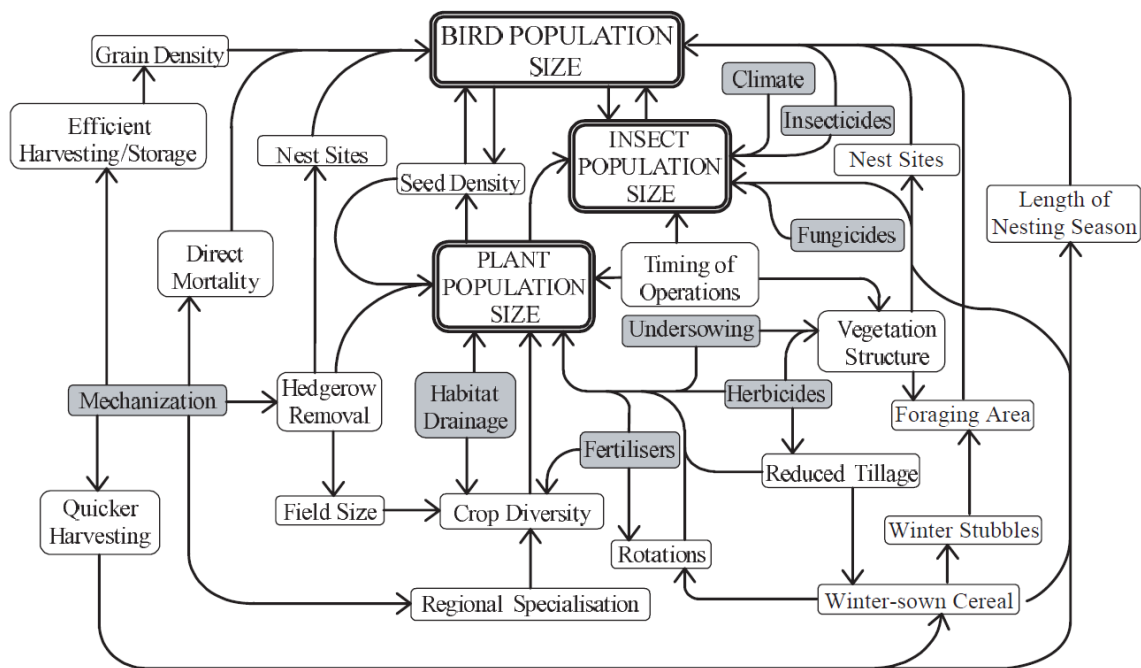 BIRD POPULATION
SIZE
Grain Density
Climate
Efficient
Harvesting/Storage
Insecticides
INSECT
POPULATION
SIZE
Nest Sites
Nest Sites
Seed Density
Length of
Nesting Season
Fungicides
Direct
Mortality
PLANT
POPULATION
SIZE
Timing of
Operations
Undersowing
Vegetation
Structure
Mechanization
Hedgerow
Removal
Habitat
Drainage
Herbicides
Foraging Area
Fertilisers
Reduced Tillage
Quicker
Harvesting
Field Size
Crop Diversity
Winter Stubbles
Rotations
Regional Specialisation
Winter-sown Cereal